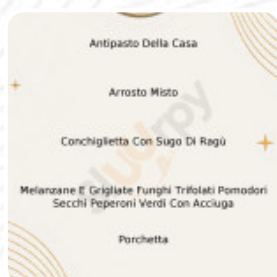 Antipasto Della Casa
Arrosto Misto
Conchiglietta Con Sugo Di Ragù
Melanzane E Grigliate Funghi Trifolati Pomodori
Secchi Peperoni Verdi Con Acciuga
Porchetta